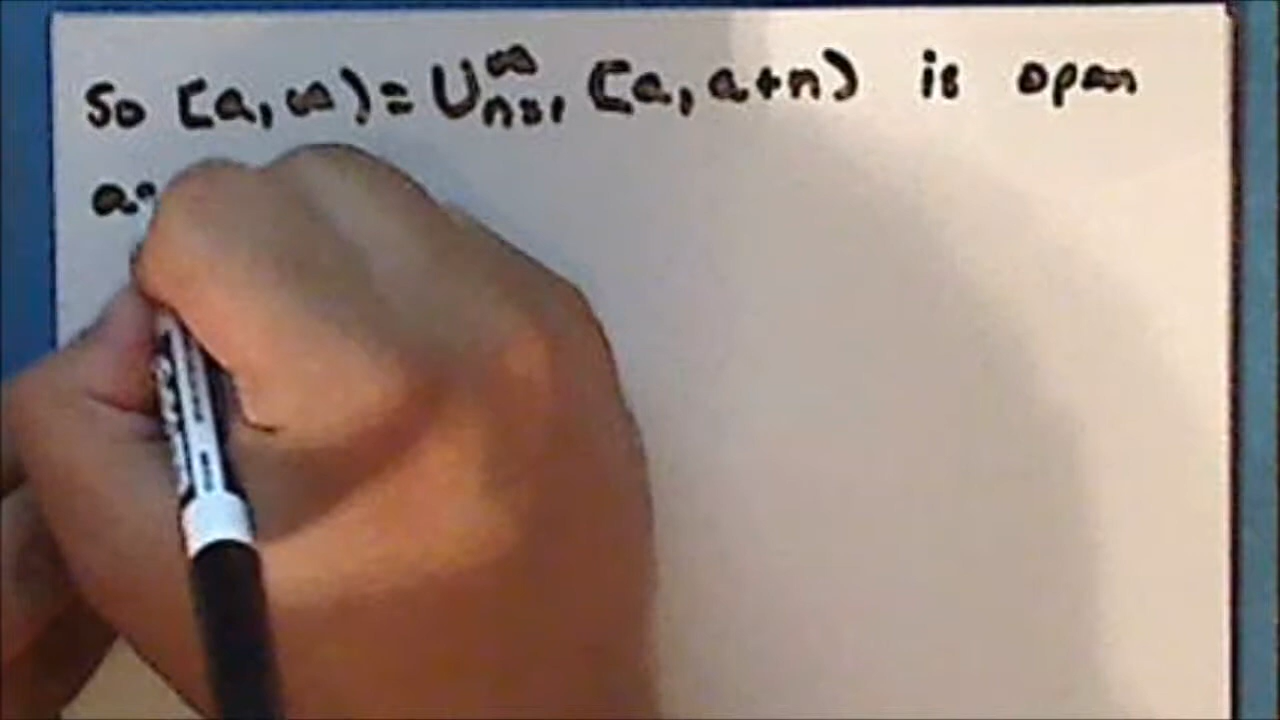 So [a, ∞) = ∪ₙ₌₁^∞ [a, a+n) is open